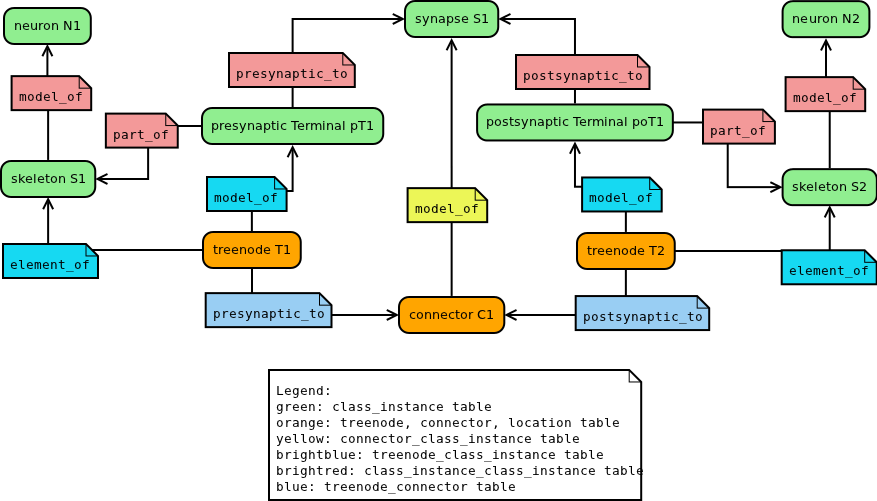 neuron N1
synapse S1
neuron N2
presynaptic_to
postsynaptic_to
model_of
model_of
part_of
presynaptic Terminal pT1
postsynaptic Terminal poT1
part_of
skeleton S1
skeleton S2
model_of
model_of
model_of
element_of
treenode T1
treenode T2
element_of
presynaptic_to
connector C1
postsynaptic_to
Legend:
green: class_instance table
orange: treenode, connector, location table
yellow: connector_class_instance table
brightblue: treenode_class_instance table
brightred: class_instance_class_instance table
blue: treenode_connector table